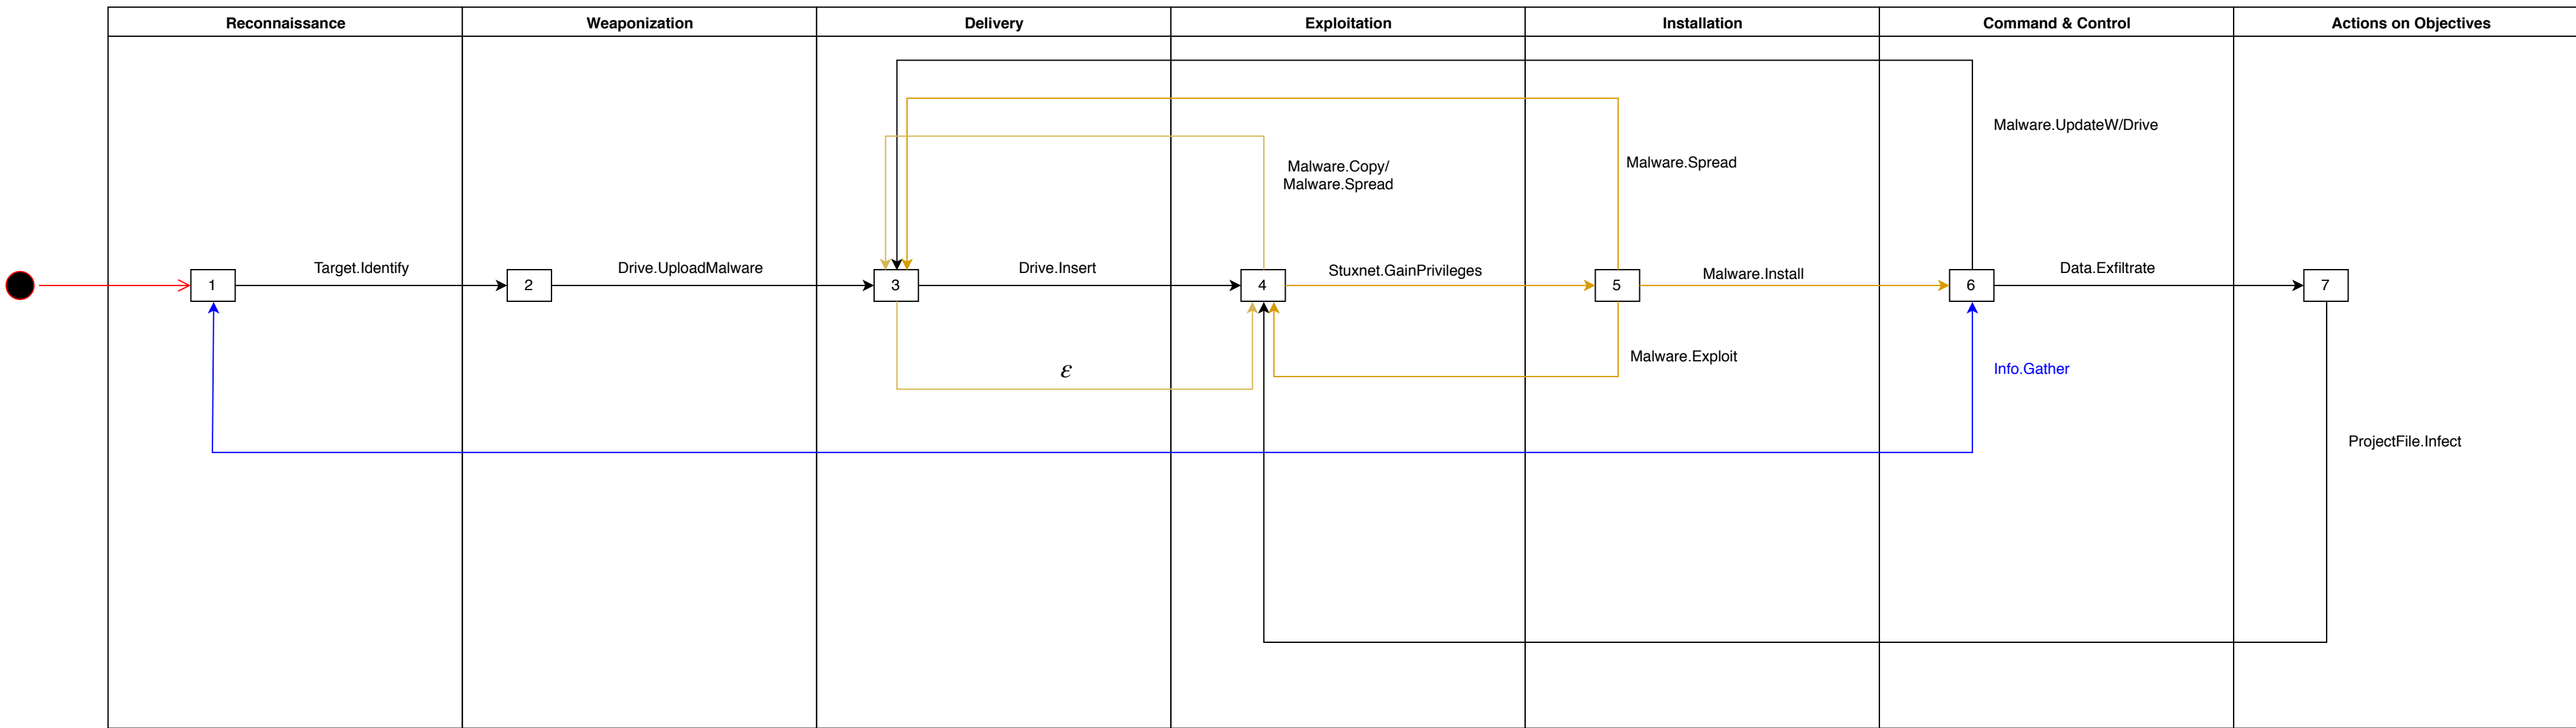 Reconnaissance
Weaponization
Delivery
Exploitation
Installation
Command & Control
Actions on Objectives
Malware.UpdateW/Drive
Malware.Copy/
Malware.Spread
Malware.Spread
Target.Identify
Drive.UploadMalware
Drive.Insert
Stuxnet.GainPrivileges
Malware.Install
Data.Exfiltrate
1
2
3
4
5
6
7
ε
Malware.Exploit
Info.Gather
ProjectFile.Infect